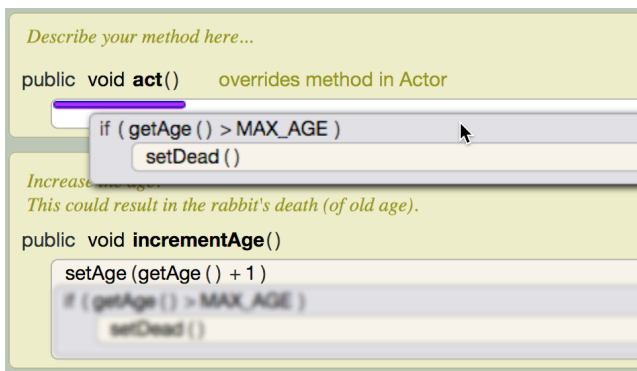 Describe your method here...
public void act() overrides method in Actor
if ( getAge () > MAX_AGE )
setDead ()
Increase the age.
This could result in the rabbit's death (of old age).
public void incrementAge()
setAge (getAge () + 1 )
if ( getAge () > MAX_AGE )
setDead ()